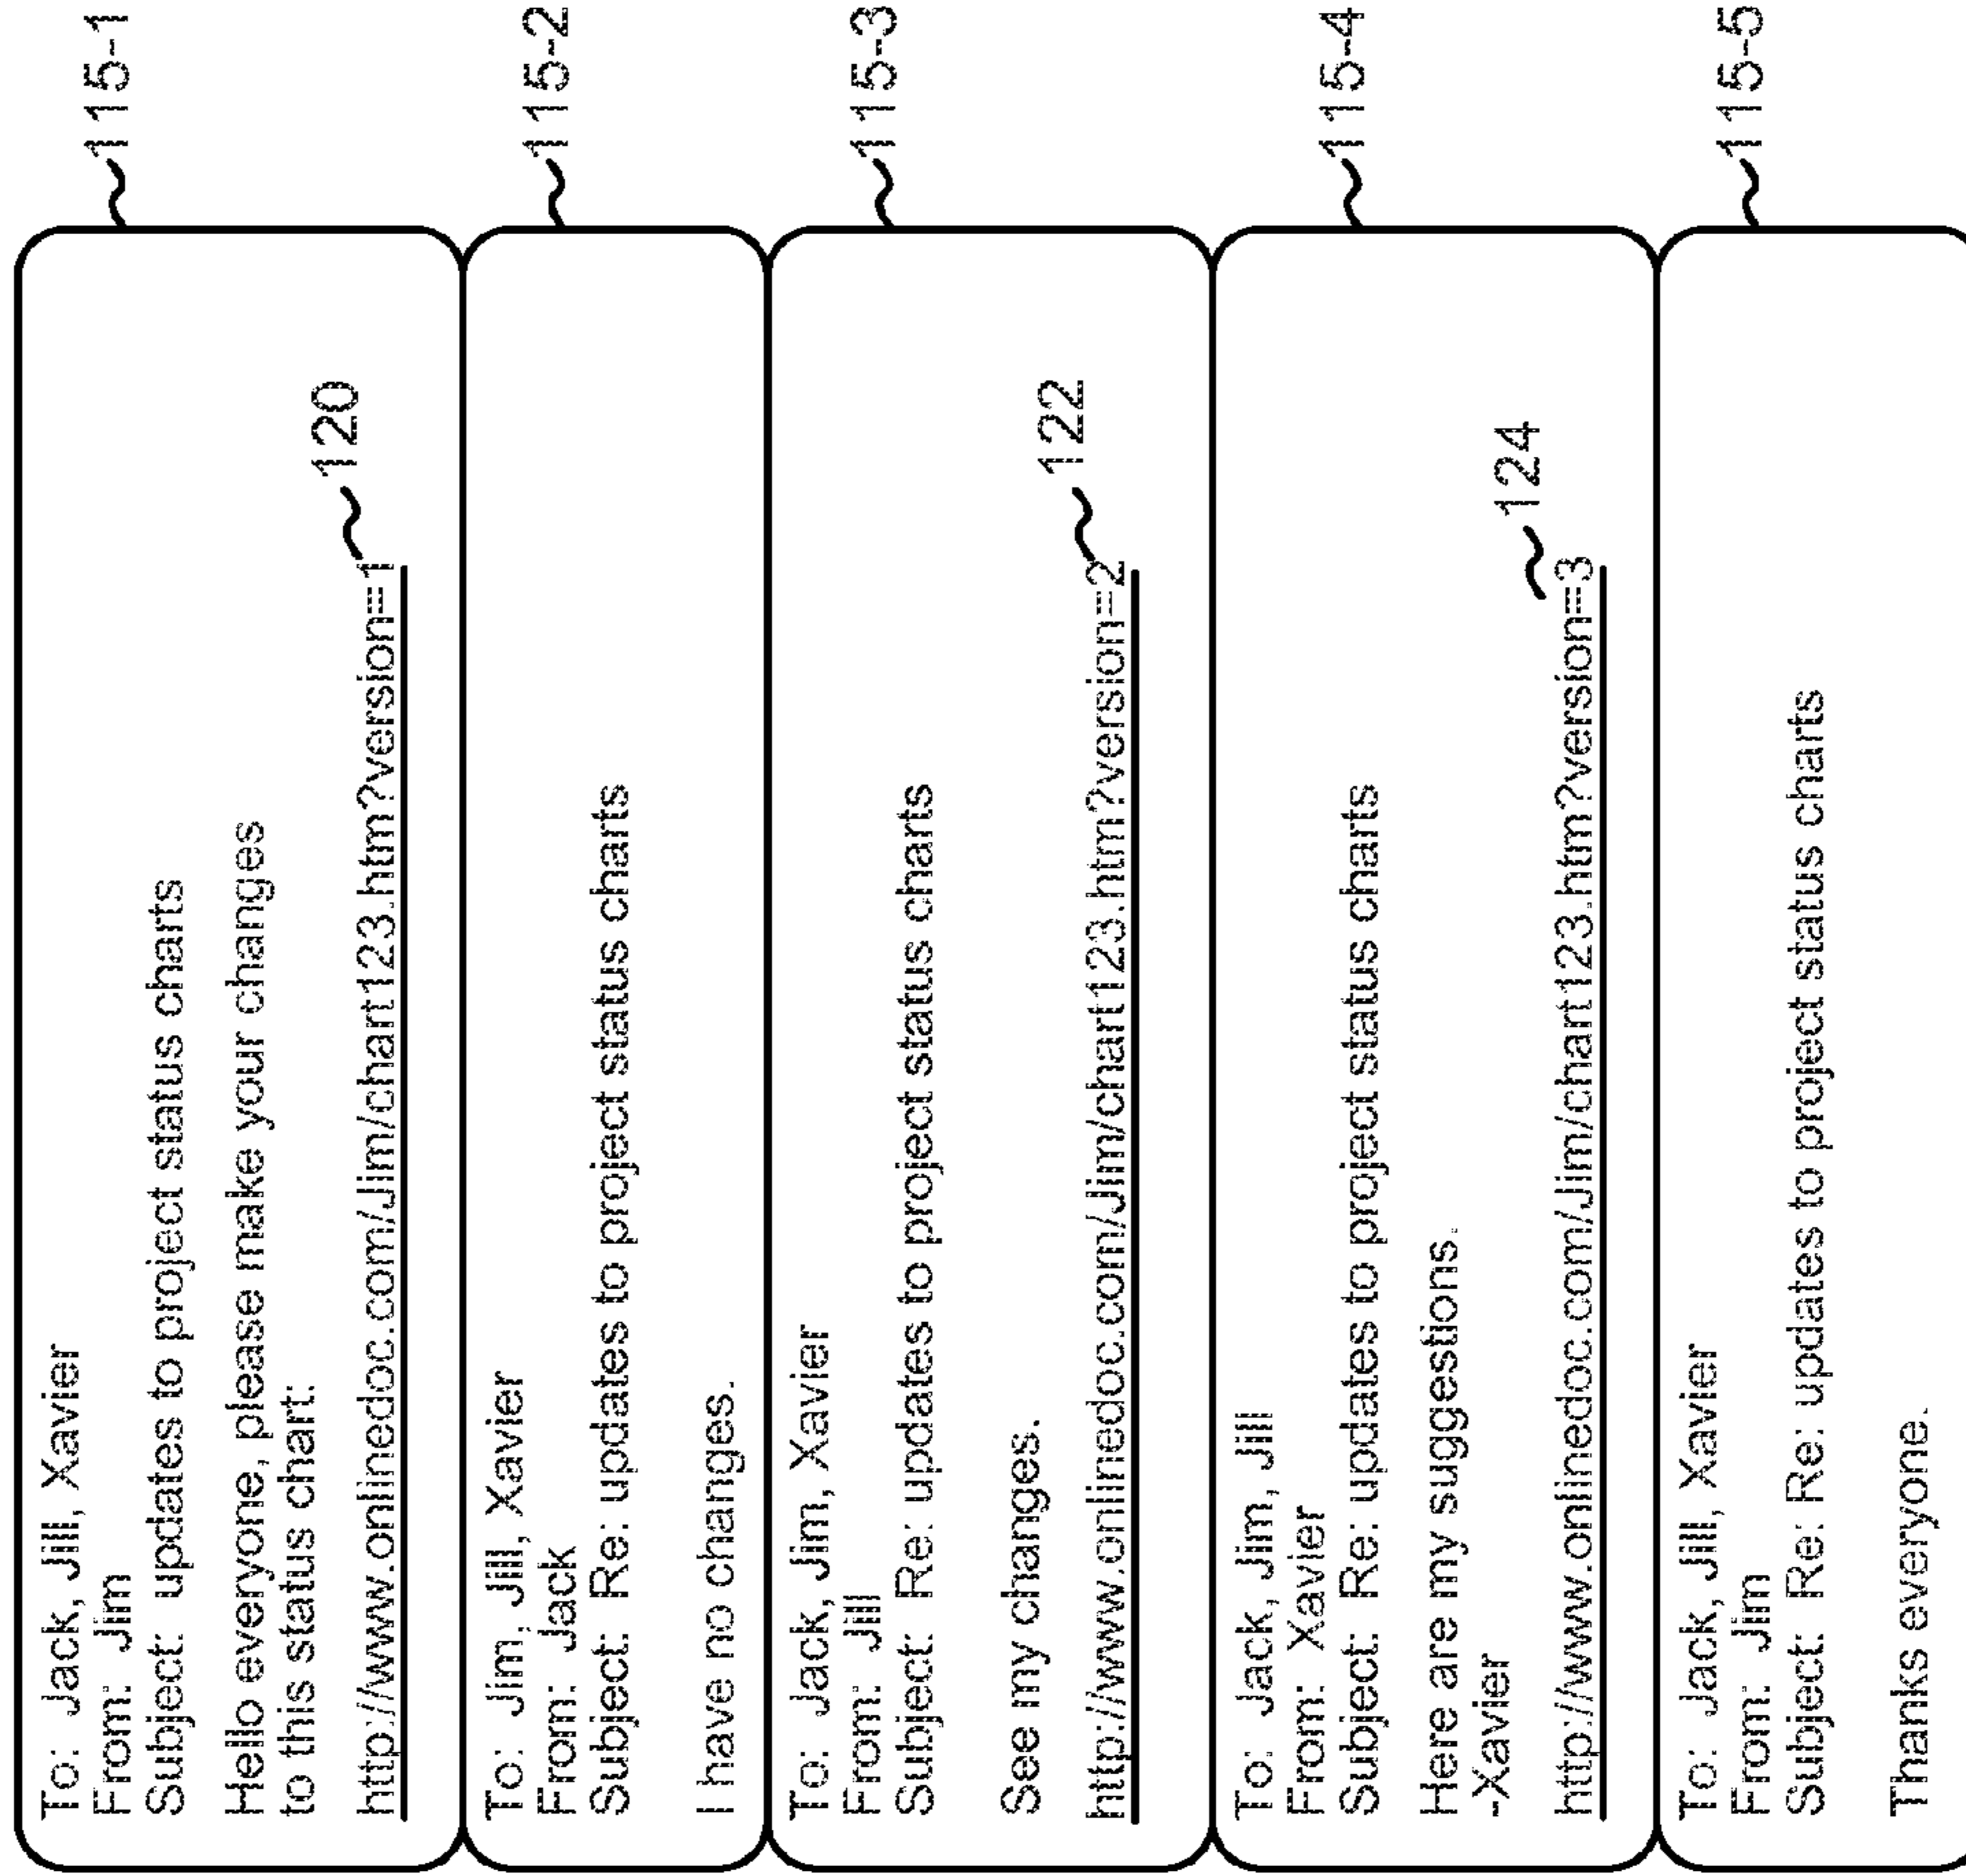 To:  Jack, Jill, Xavier
From:  Jim
Subject:  updates to project status charts
Hello everyone, please make your changes
to this status chart:
http://www.onlinedoc.com/Jim/chart123.htm?version=1
120
115-1
To:  Jim, Jill, Xavier
From:  Jack
Subject:  Re: updates to project status charts
I have no changes.
115-2
To:  Jack, Jim, Xavier
From:  Jill
Subject:  Re: updates to project status charts
See my changes.
http://www.onlinedoc.com/Jim/chart123.htm?version=2
122
115-3
To:  Jack, Jim, Jill
From: Xavier
Subject:  Re: updates to project status charts
Here are my suggestions.
-Xavier
http://www.onlinedoc.com/Jim/chart123.htm?version=3
124
115-4
To:  Jack, Jill, Xavier
From:  Jim
Subject:  Re: Re: updates to project status charts
Thanks everyone.
115-5